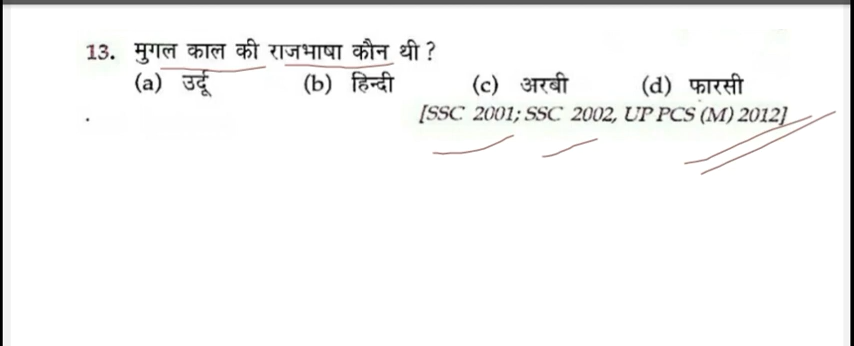 13. मुगल काल की राजभाषा कौन थी ?
(a) उर्दू (b) हिन्दी (c) अरबी (d) फारसी
[SSC 2001; SSC 2002, UP PCS (M) 2012]